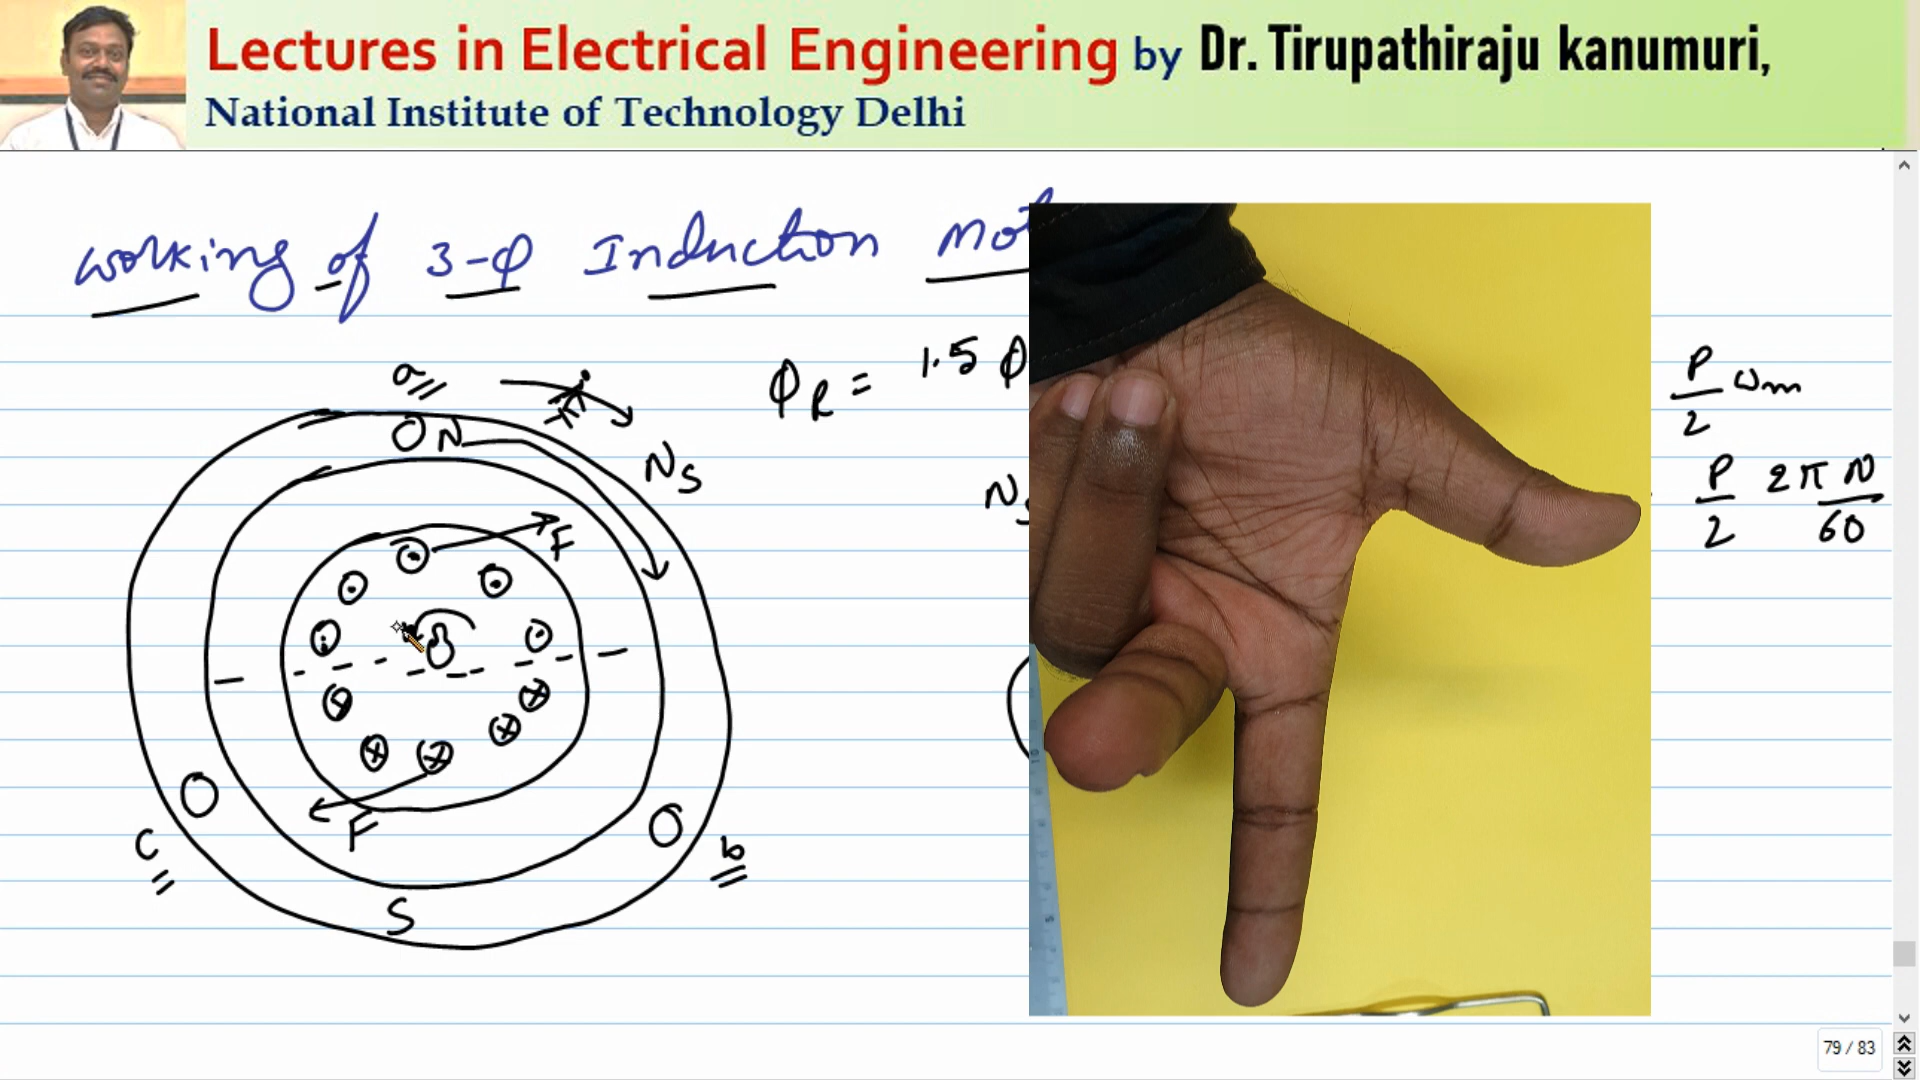 Lectures in Electrical Engineering by Dr. Tirupathiraju kanumuri,
National Institute of Technology Delhi
working of 3-φ Induction
a
O N
Ns
F
F
c
b
S
φR = 1.5 φ
P/2 ωm
P/2 2πN/60
79 / 83